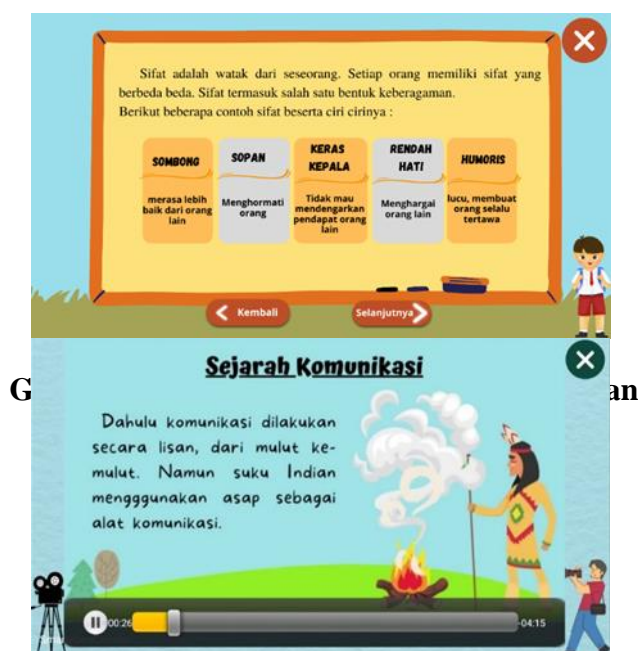 Sifat adalah watak dari seseorang. Setiap orang memiliki sifat yang
berbeda beda. Sifat termasuk salah satu bentuk keberagaman.
Berikut beberapa contoh sifat beserta ciri cirinya :
SOMBONG
merasa lebih
baik dari orang
lain
SOPAN
Menghormati
orang
KERAS
KEPALA
Tidak mau
mendengarkan
pendapat orang
lain
RENDAH
HATI
Menghargai
orang lain
HUMORIS
lucu, membuat
orang selalu
tertawa
Kembali
Selanjutnya
Sejarah Komunikasi
G
an
Dahulu komunikasi dilakukan
secara lisan, dari mulut ke-
mulut. Namun suku Indian
mengggunakan asap sebagai
alat komunikasi.
00:26
-04:15